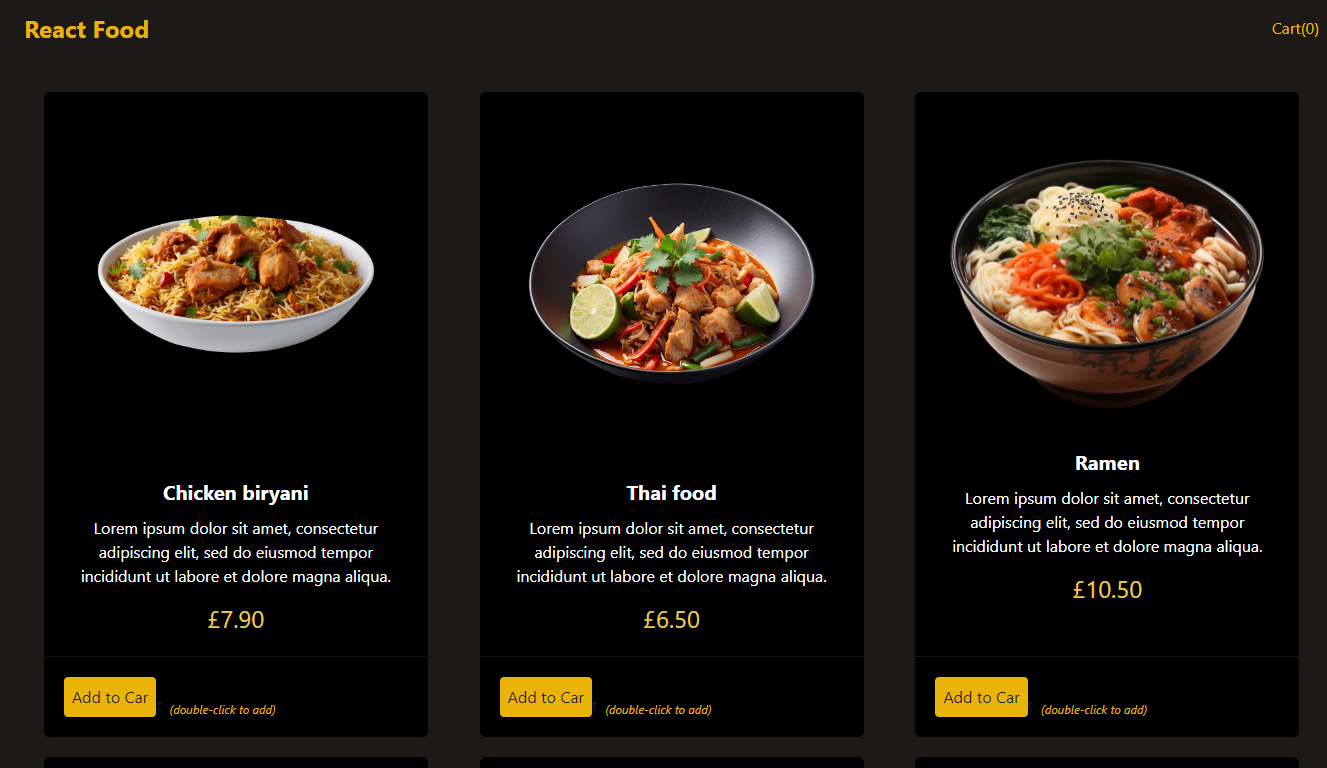 React Food
Cart(0)
Chicken biryani
Lorem ipsum dolor sit amet, consectetur
adipiscing elit, sed do eiusmod tempor
incididunt ut labore et dolore magna aliqua.
£7.90
Add to Car
(double-click to add)
Thai food
Lorem ipsum dolor sit amet, consectetur
adipiscing elit, sed do eiusmod tempor
incididunt ut labore et dolore magna aliqua.
£6.50
Add to Car
(double-click to add)
Ramen
Lorem ipsum dolor sit amet, consectetur
adipiscing elit, sed do eiusmod tempor
incididunt ut labore et dolore magna aliqua.
£10.50
Add to Car
(double-click to add)